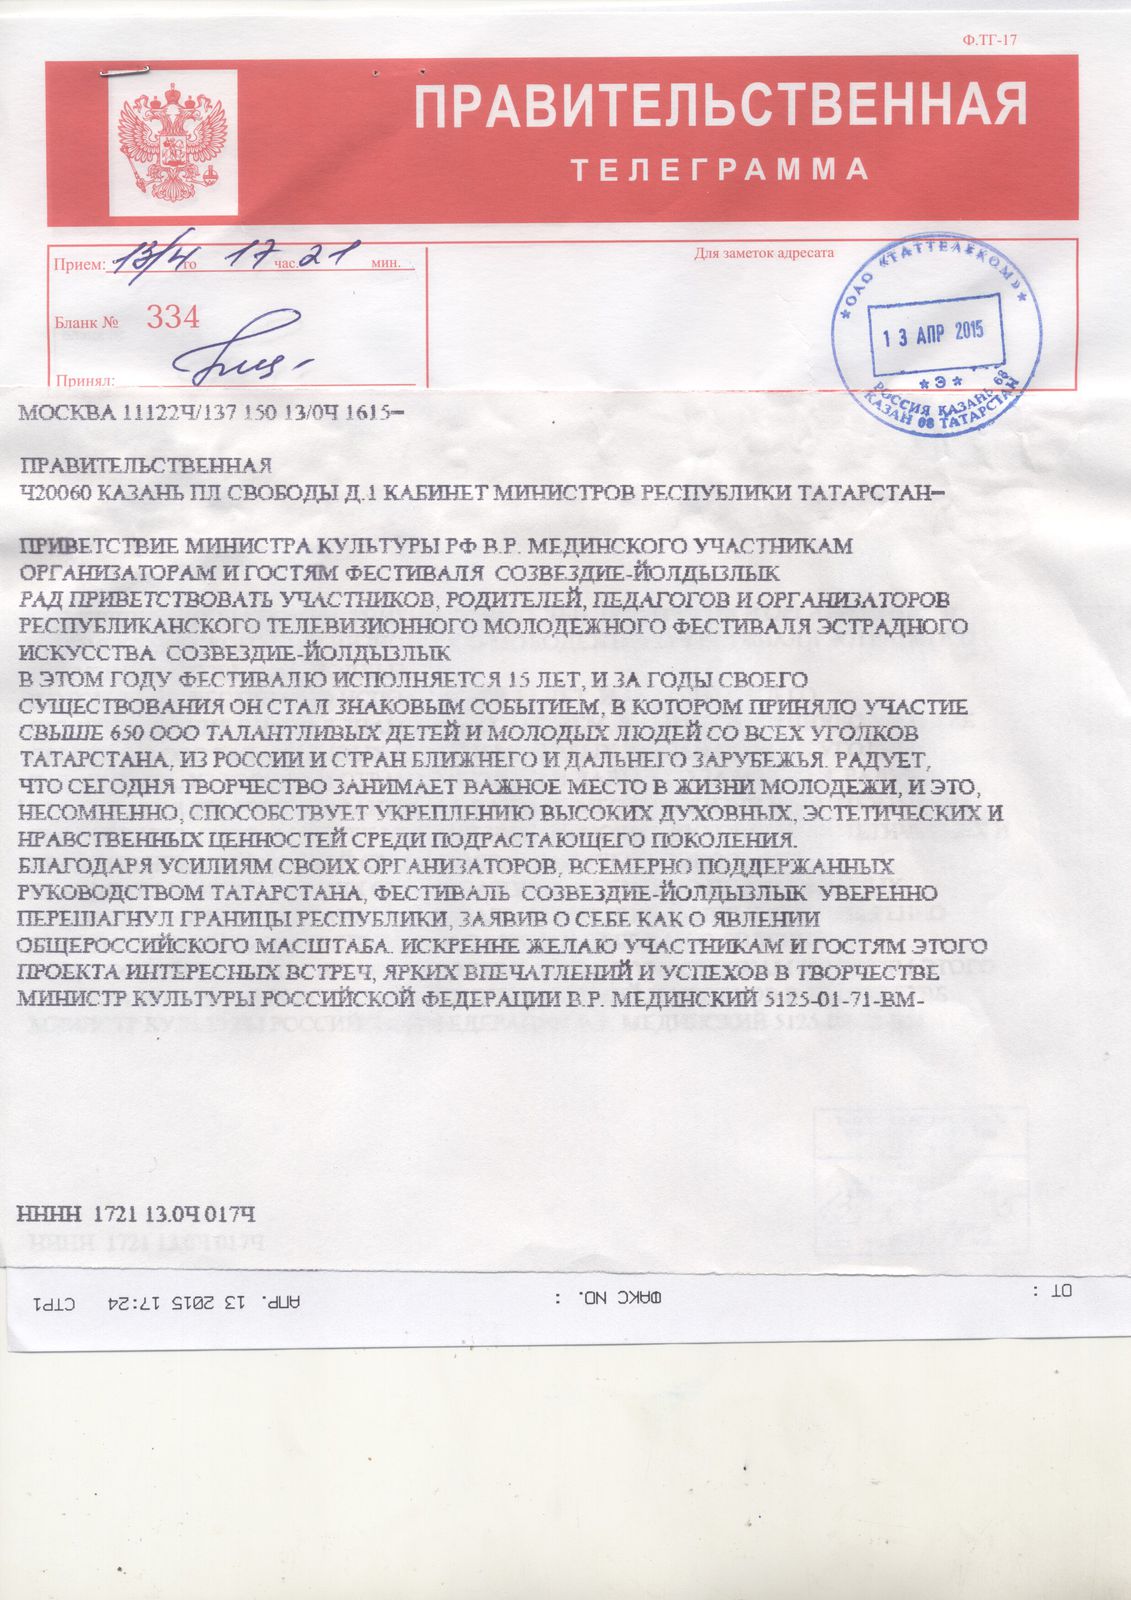 Ф.ТГ-17
ПРАВИТЕЛЬСТВЕННАЯ
ТЕЛЕГРАММА
Прием: 13/4 го 17 час. 21 мин.
Для заметок адресата
Бланк № 334
Принял:
★ ОАО «ТАТТЕЛЕКОМ» ★
13 АПР 2015
★ Э ★
РОССИЯ КАЗАНЬ 68
КАЗАН 08 ТАТАРСТАН
МОСКВА 11122Ч/137 150 13/0Ч 1615=
ПРАВИТЕЛЬСТВЕННАЯ
Ч20060 КАЗАНЬ ПЛ СВОБОДЫ Д.1 КАБИНЕТ МИНИСТРОВ РЕСПУБЛИКИ ТАТАРСТАН=
ПРИВЕТСТВИЕ МИНИСТРА КУЛЬТУРЫ РФ В.Р. МЕДИНСКОГО УЧАСТНИКАМ
ОРГАНИЗАТОРАМ И ГОСТЯМ ФЕСТИВАЛЯ СОЗВЕЗДИЕ-ЙОЛДЫЗЛЫК
РАД ПРИВЕТСТВОВАТЬ УЧАСТНИКОВ, РОДИТЕЛЕЙ, ПЕДАГОГОВ И ОРГАНИЗАТОРОВ
РЕСПУБЛИКАНСКОГО ТЕЛЕВИЗИОННОГО МОЛОДЕЖНОГО ФЕСТИВАЛЯ ЭСТРАДНОГО
ИСКУССТВА СОЗВЕЗДИЕ-ЙОЛДЫЗЛЫК
В ЭТОМ ГОДУ ФЕСТИВАЛЮ ИСПОЛНЯЕТСЯ 15 ЛЕТ, И ЗА ГОДЫ СВОЕГО
СУЩЕСТВОВАНИЯ ОН СТАЛ ЗНАКОВЫМ СОБЫТИЕМ, В КОТОРОМ ПРИНЯЛО УЧАСТИЕ
СВЫШЕ 650 ООО ТАЛАНТЛИВЫХ ДЕТЕЙ И МОЛОДЫХ ЛЮДЕЙ СО ВСЕХ УГОЛКОВ
ТАТАРСТАНА, ИЗ РОССИИ И СТРАН БЛИЖНЕГО И ДАЛЬНЕГО ЗАРУБЕЖЬЯ. РАДУЕТ,
ЧТО СЕГОДНЯ ТВОРЧЕСТВО ЗАНИМАЕТ ВАЖНОЕ МЕСТО В ЖИЗНИ МОЛОДЕЖИ, И ЭТО,
НЕСОМНЕННО, СПОСОБСТВУЕТ УКРЕПЛЕНИЮ ВЫСОКИХ ДУХОВНЫХ, ЭСТЕТИЧЕСКИХ И
НРАВСТВЕННЫХ ЦЕННОСТЕЙ СРЕДИ ПОДРАСТАЮЩЕГО ПОКОЛЕНИЯ.
БЛАГОДАРЯ УСИЛИЯМ СВОИХ ОРГАНИЗАТОРОВ, ВСЕМЕРНО ПОДДЕРЖАННЫХ
РУКОВОДСТВОМ ТАТАРСТАНА, ФЕСТИВАЛЬ СОЗВЕЗДИЕ-ЙОЛДЫЗЛЫК УВЕРЕННО
ПЕРЕШАГНУЛ ГРАНИЦЫ РЕСПУБЛИКИ, ЗАЯВИВ О СЕБЕ КАК О ЯВЛЕНИИ
ОБЩЕРОССИЙСКОГО МАСШТАБА. ИСКРЕННЕ ЖЕЛАЮ УЧАСТНИКАМ И ГОСТЯМ ЭТОГО
ПРОЕКТА ИНТЕРЕСНЫХ ВСТРЕЧ, ЯРКИХ ВПЕЧАТЛЕНИЙ И УСПЕХОВ В ТВОРЧЕСТВЕ
МИНИСТР КУЛЬТУРЫ РОССИЙСКОЙ ФЕДЕРАЦИИ В.Р. МЕДИНСКИЙ 5125-01-71-ВМ-
НННН 1721 13.0Ч 017Ч
ОТ : ФАКС NO. : АПР. 13 2015 17:24 СТР1